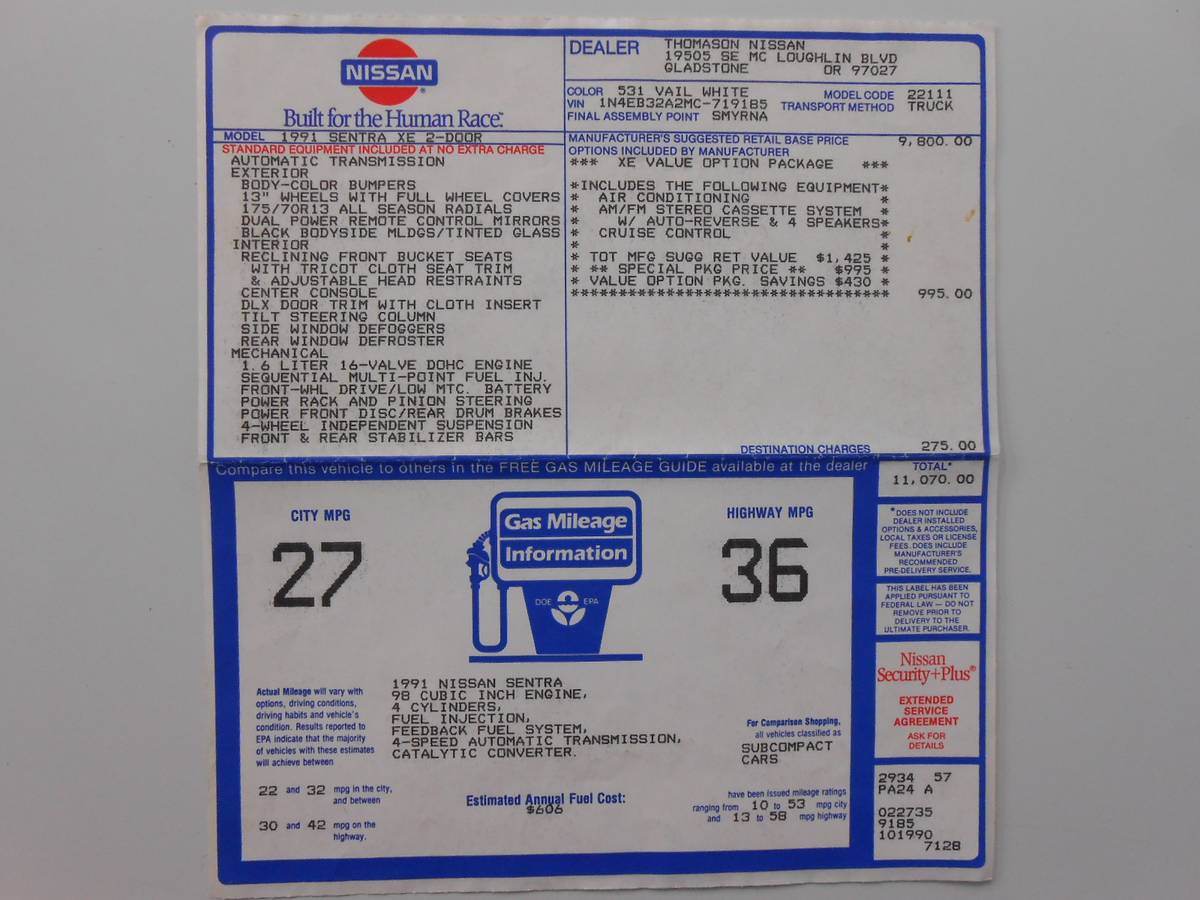 NISSAN
Built for the Human Race.
MODEL 1991 SENTRA XE 2-DOOR
STANDARD EQUIPMENT INCLUDED AT NO EXTRA CHARGE
AUTOMATIC TRANSMISSION
EXTERIOR
BODY-COLOR BUMPERS
13" WHEELS WITH FULL WHEEL COVERS
175/70R13 ALL SEASON RADIALS
DUAL POWER REMOTE CONTROL MIRRORS
BLACK BODYSIDE MLDGS/TINTED GLASS
INTERIOR
RECLINING FRONT BUCKET SEATS
WITH TRICOT CLOTH SEAT TRIM
& ADJUSTABLE HEAD RESTRAINTS
CENTER CONSOLE
DLX DOOR TRIM WITH CLOTH INSERT
TILT STEERING COLUMN
SIDE WINDOW DEFOGGERS
REAR WINDOW DEFROSTER
MECHANICAL
1.6 LITER 16-VALVE DOHC ENGINE
SEQUENTIAL MULTI-POINT FUEL INJ.
FRONT-WHL DRIVE/LOW MTC. BATTERY
POWER RACK AND PINION STEERING
POWER FRONT DISC/REAR DRUM BRAKES
4-WHEEL INDEPENDENT SUSPENSION
FRONT & REAR STABILIZER BARS
DEALER THOMASON NISSAN
19505 SE MC LOUGHLIN BLVD
GLADSTONE OR 97027
COLOR 531 VAIL WHITE MODEL CODE 22111
VIN 1N4EB32A2MC-719185 TRANSPORT METHOD TRUCK
FINAL ASSEMBLY POINT SMYRNA
MANUFACTURER'S SUGGESTED RETAIL BASE PRICE 9,800.00
OPTIONS INCLUDED BY MANUFACTURER
*** XE VALUE OPTION PACKAGE ***
*INCLUDES THE FOLLOWING EQUIPMENT*
* AIR CONDITIONING *
* AM/FM STEREO CASSETTE SYSTEM *
* W/ AUTO-REVERSE & 4 SPEAKERS*
* CRUISE CONTROL *
* *
* TOT MFG SUGG RET VALUE $1,425 *
* ** SPECIAL PKG PRICE ** $995 *
* VALUE OPTION PKG. SAVINGS $430 *
********************************** 995.00
DESTINATION CHARGES 275.00
Compare this vehicle to others in the FREE GAS MILEAGE GUIDE available at the dealer
TOTAL*
11,070.00
CITY MPG
27
Gas Mileage
Information
DOE EPA
HIGHWAY MPG
36
Actual Mileage will vary with
options, driving conditions,
driving habits and vehicle's
condition. Results reported to
EPA indicate that the majority
of vehicles with these estimates
will achieve between
22 and 32 mpg in the city,
and between
30 and 42 mpg on the
highway.
1991 NISSAN SENTRA
98 CUBIC INCH ENGINE,
4 CYLINDERS,
FUEL INJECTION,
FEEDBACK FUEL SYSTEM,
4-SPEED AUTOMATIC TRANSMISSION,
CATALYTIC CONVERTER.
Estimated Annual Fuel Cost:
$606
For Comparison Shopping,
all vehicles classified as
SUBCOMPACT
CARS
have been issued mileage ratings
ranging from 10 to 53 mpg city
and 13 to 58 mpg highway
*DOES NOT INCLUDE
DEALER INSTALLED
OPTIONS & ACCESSORIES,
LOCAL TAXES OR LICENSE
FEES. DOES INCLUDE
MANUFACTURER'S
RECOMMENDED
PRE-DELIVERY SERVICE.
THIS LABEL HAS BEEN
APPLIED PURSUANT TO
FEDERAL LAW — DO NOT
REMOVE PRIOR TO
DELIVERY TO THE
ULTIMATE PURCHASER.
Nissan
Security+Plus®
EXTENDED
SERVICE
AGREEMENT
ASK FOR
DETAILS
2934 57
PA24 A
022735
9185
101990
7128